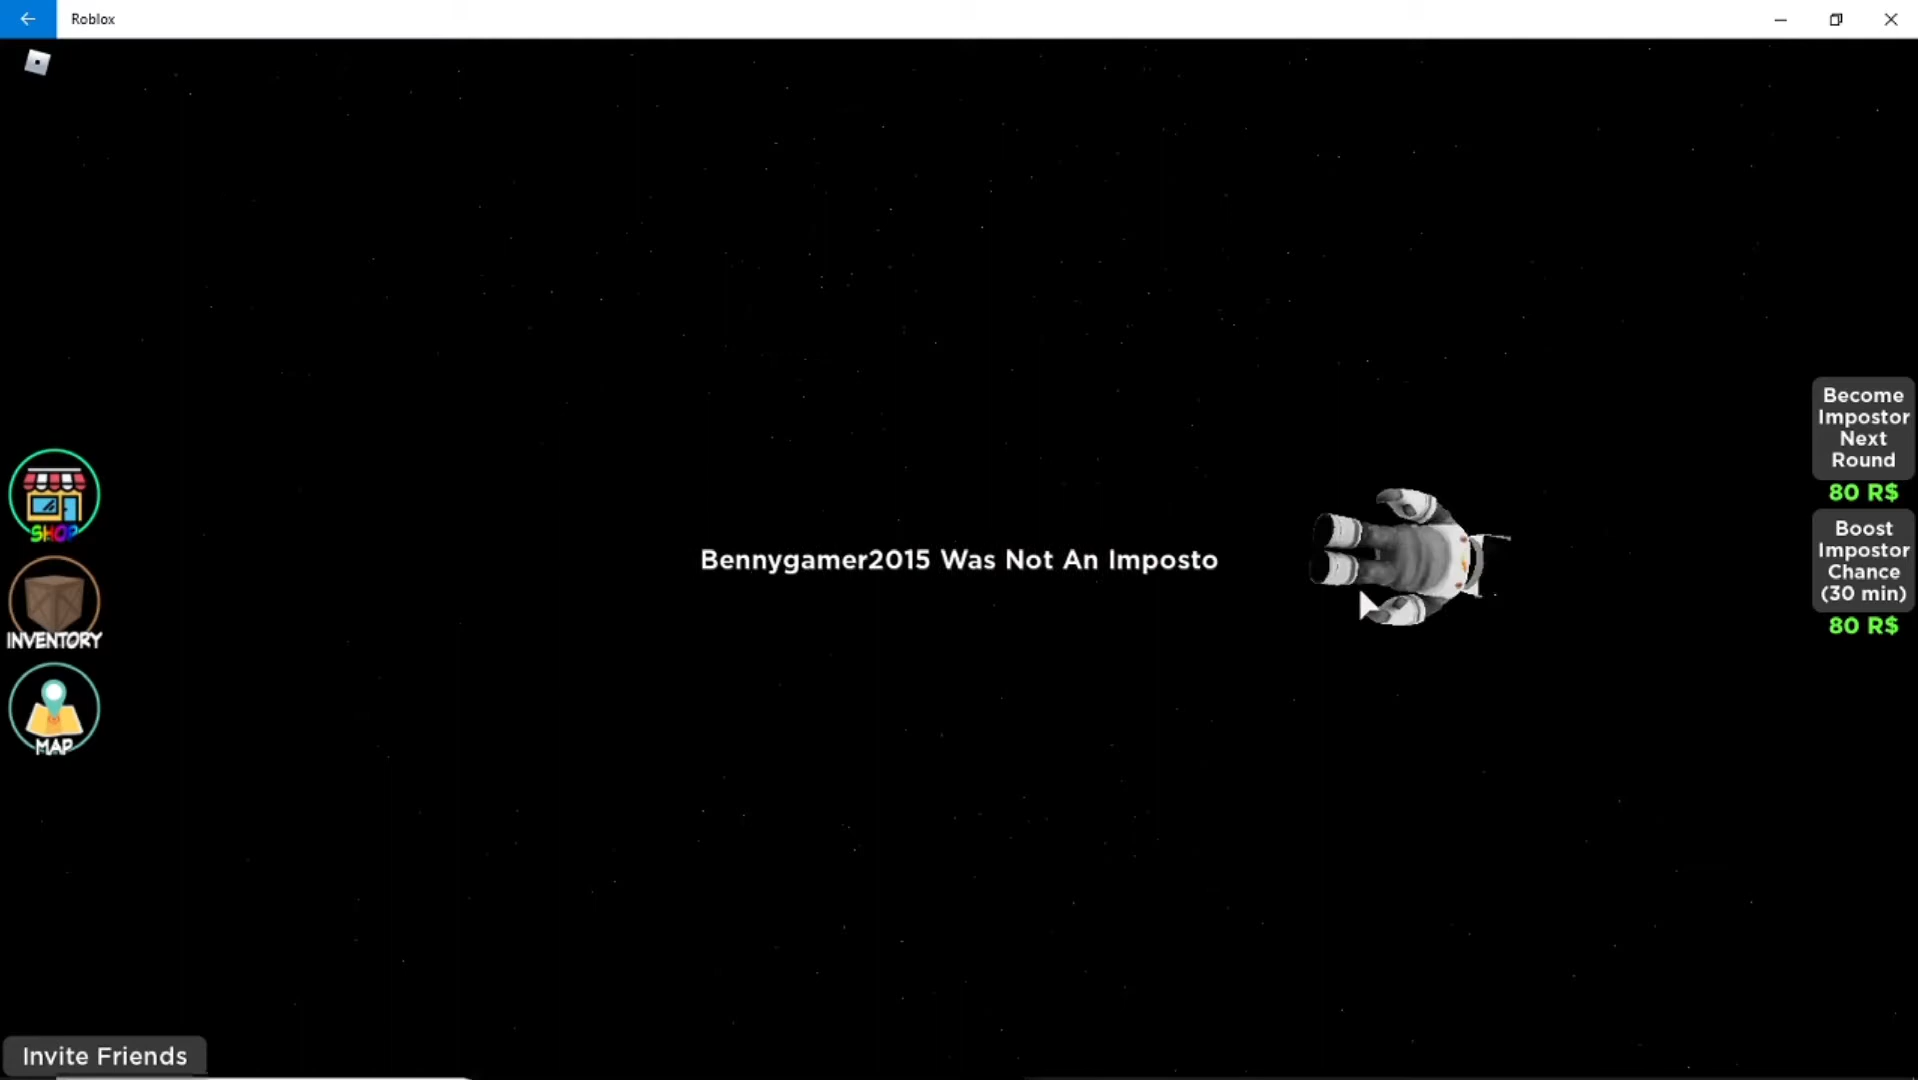 Roblox
Become
Impostor
Next
Round
80 R$
Boost
Impostor
Chance
(30 min)
80 R$
SHOP
INVENTORY
MAP
Bennygamer2015 Was Not An Imposto
Invite Friends